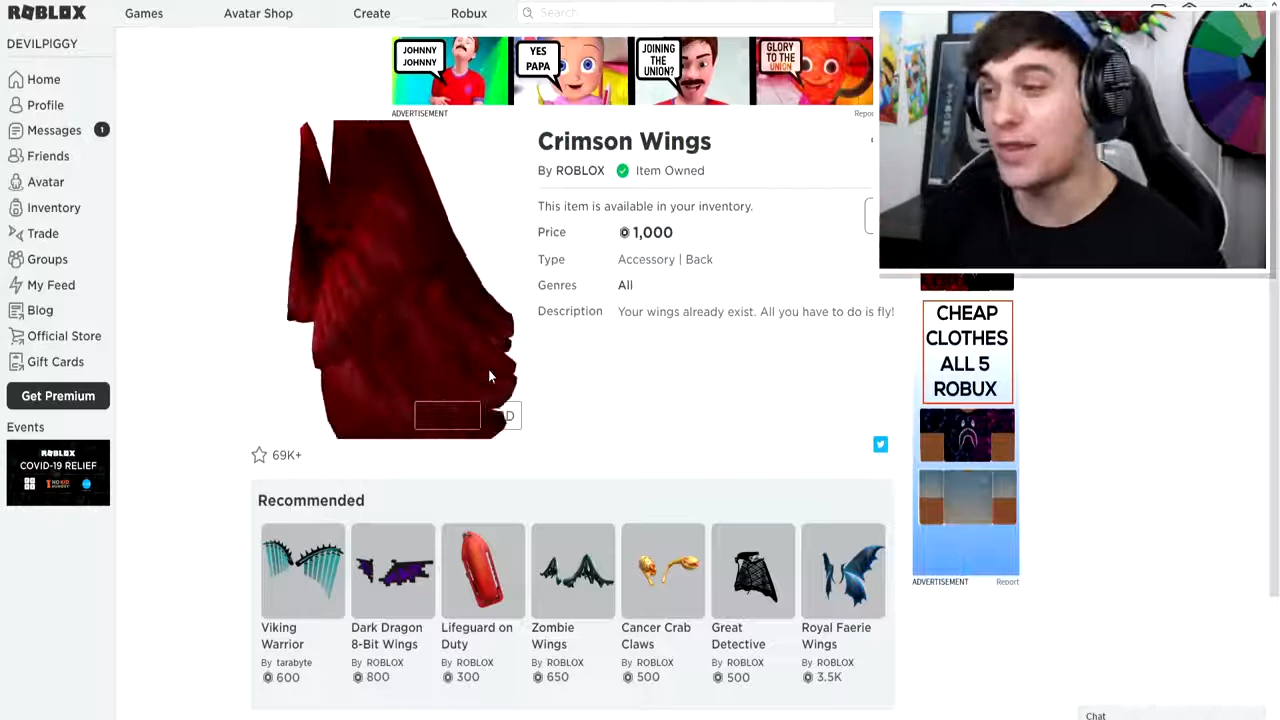 ROBLOX
Games
Avatar Shop
Create
Robux
Search
DEVILPIGGY
Home
Profile
Messages
1
Friends
Avatar
Inventory
Trade
Groups
My Feed
Blog
Official Store
Gift Cards
Get Premium
Events
ROBLOX
COVID-19 RELIEF
NO KID
HUNGRY
JOHNNY
JOHNNY
YES
PAPA
JOINING
THE
UNION?
GLORY
TO THE
UNION
ADVERTISEMENT
Crimson Wings
By ROBLOX
Item Owned
This item is available in your inventory.
Price
1,000
Type
Accessory | Back
Genres
All
Description
Your wings already exist. All you have to do is fly!
69K+
Recommended
Viking
Warrior
By tarabyte
600
Dark Dragon
8-Bit Wings
By ROBLOX
800
Lifeguard on
Duty
By ROBLOX
300
Zombie
Wings
By ROBLOX
650
Cancer Crab
Claws
By ROBLOX
500
Great
Detective
By ROBLOX
500
Royal Faerie
Wings
By ROBLOX
3.5K
CHEAP
CLOTHES
ALL 5
ROBUX
ADVERTISEMENT
Report
Chat